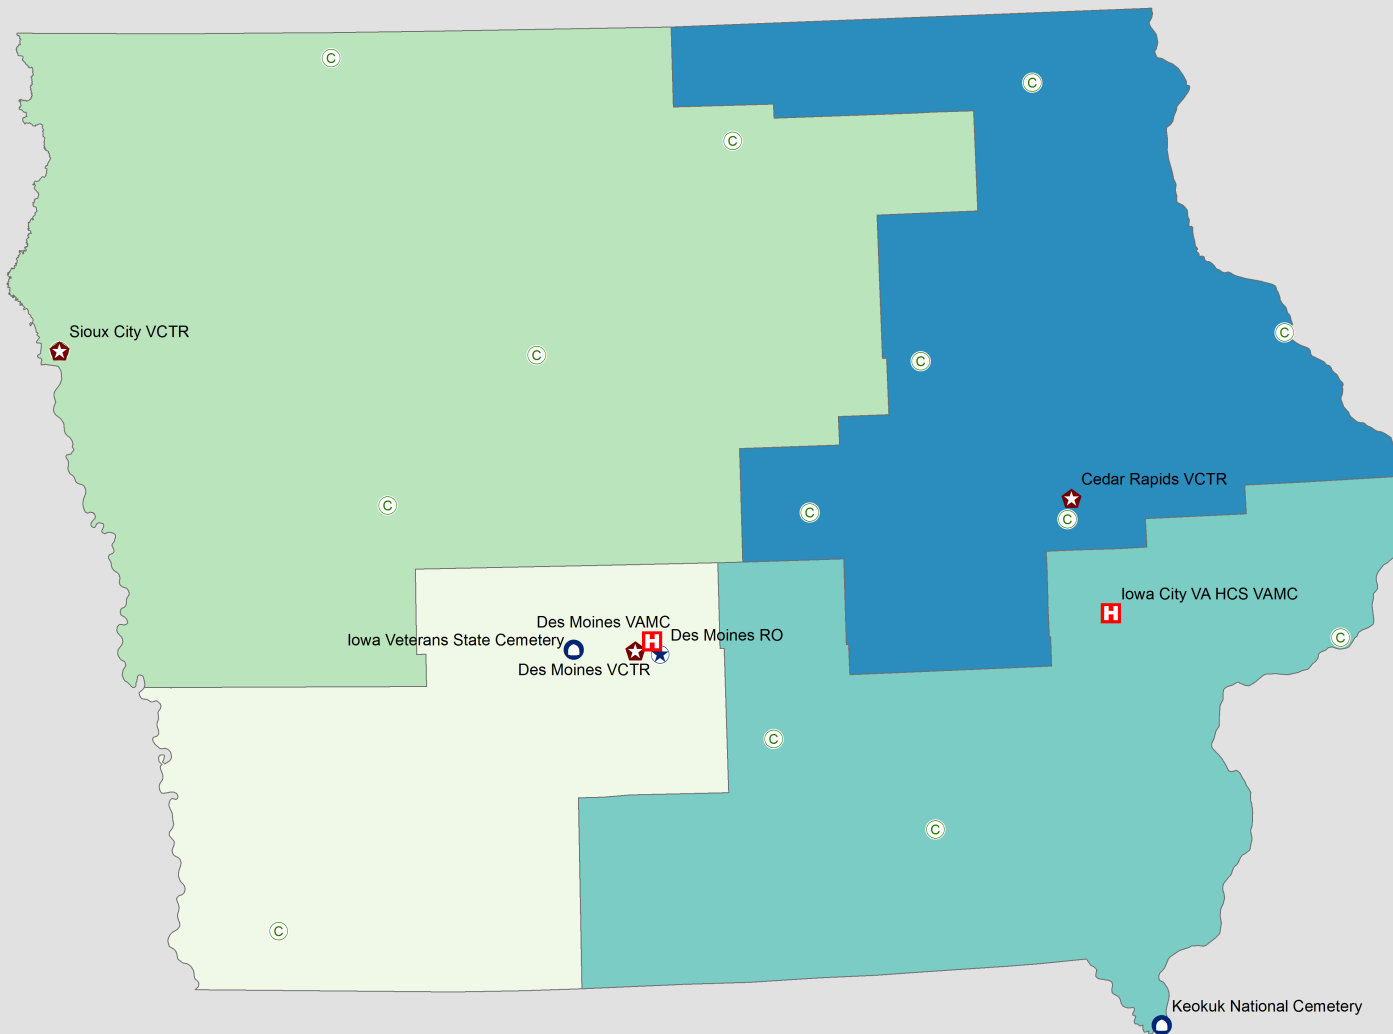 C
C
C
Sioux City VCTR
C
C
C
Cedar Rapids VCTR
C
C
C
Iowa City VA HCS VAMC
Des Moines VAMC
H
H
Iowa Veterans State Cemetery
Des Moines RO
C
Des Moines VCTR
C
C
C
Keokuk National Cemetery